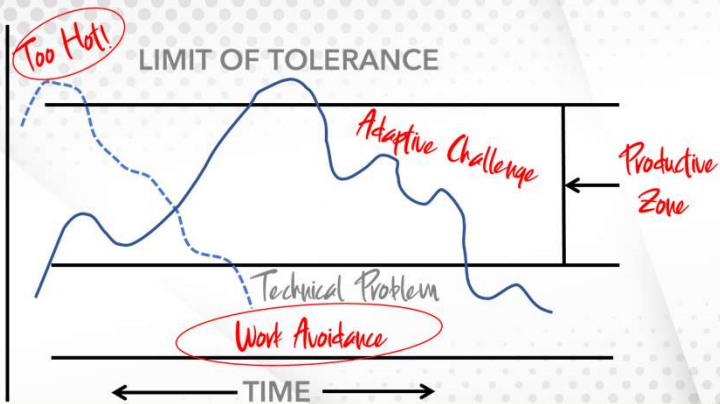 Too Hot!
LIMIT OF TOLERANCE
Adaptive Challenge
Productive
Zone
Technical Problem
Work Avoidance
TIME